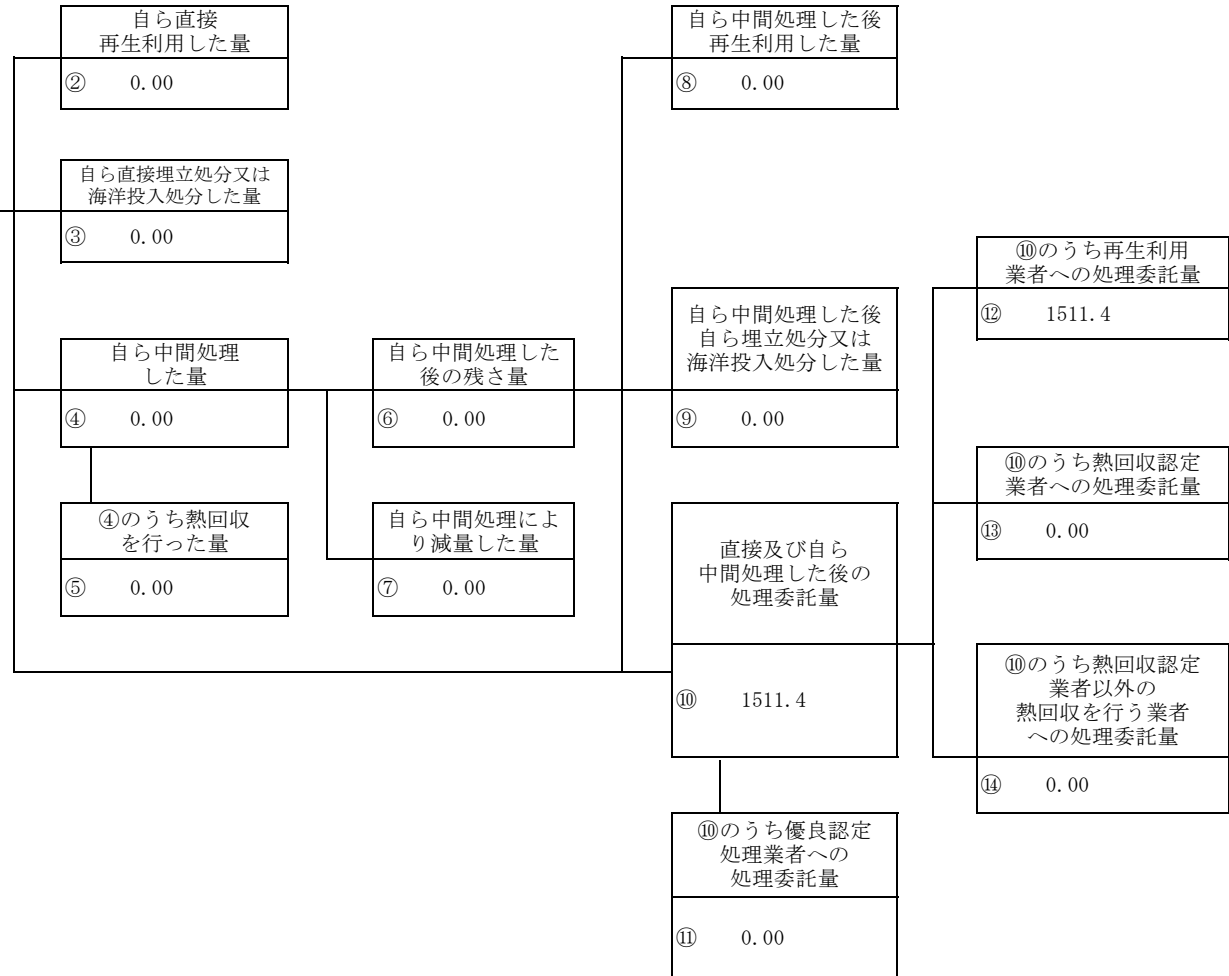 自ら直接
再生利用した量
② 0.00
自ら直接埋立処分又は
海洋投入処分した量
③ 0.00
自ら中間処理
した量
④ 0.00
④のうち熱回収
を行った量
⑤ 0.00
自ら中間処理した
後の残さ量
⑥ 0.00
自ら中間処理によ
り減量した量
⑦ 0.00
自ら中間処理した後
再生利用した量
⑧ 0.00
自ら中間処理した後
自ら埋立処分又は
海洋投入処分した量
⑨ 0.00
直接及び自ら
中間処理した後の
処理委託量
⑩ 1511.4
⑩のうち優良認定
処理業者への
処理委託量
⑪ 0.00
⑩のうち再生利用
業者への処理委託量
⑫ 1511.4
⑩のうち熱回収認定
業者への処理委託量
⑬ 0.00
⑩のうち熱回収認定
業者以外の
熱回収を行う業者
への処理委託量
⑭ 0.00